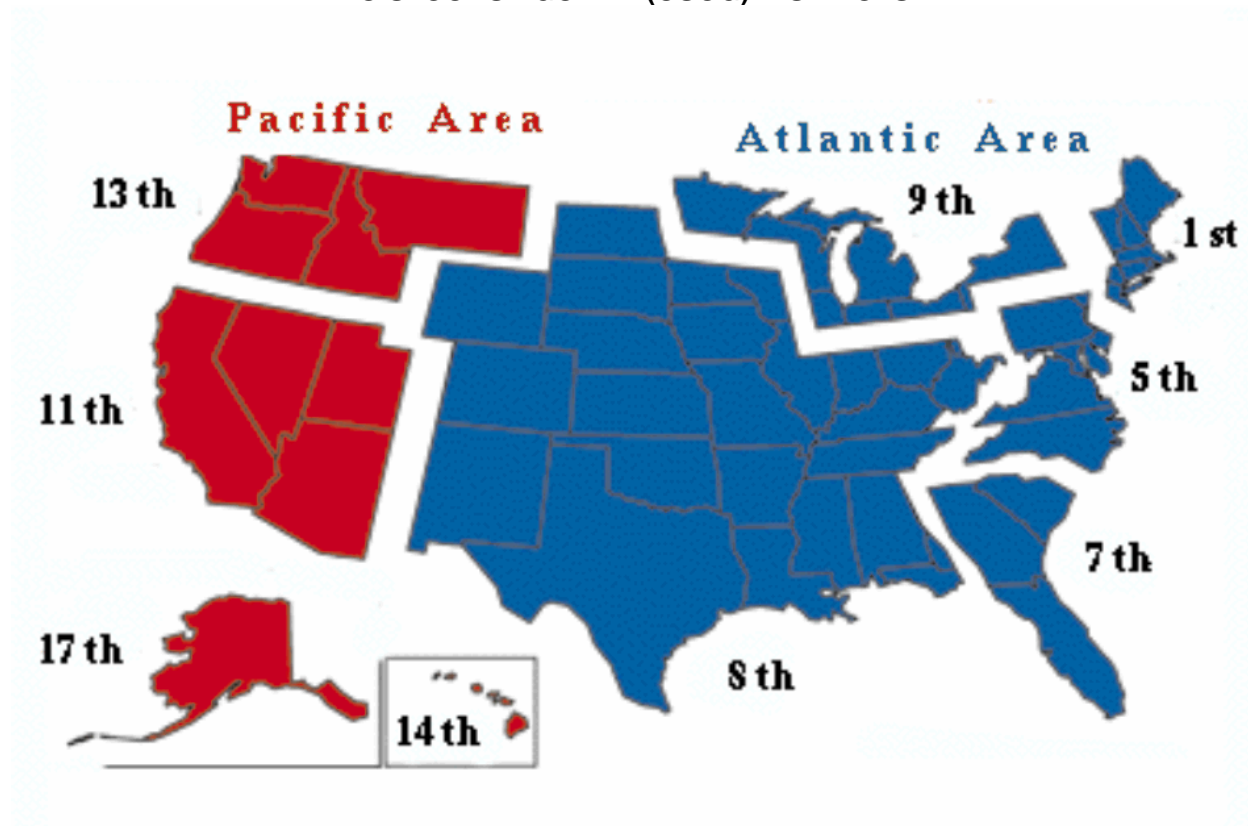 Pacific Area
Atlantic Area
13 th
9 th
1 st
11 th
5 th
7 th
17 th
8 th
14 th